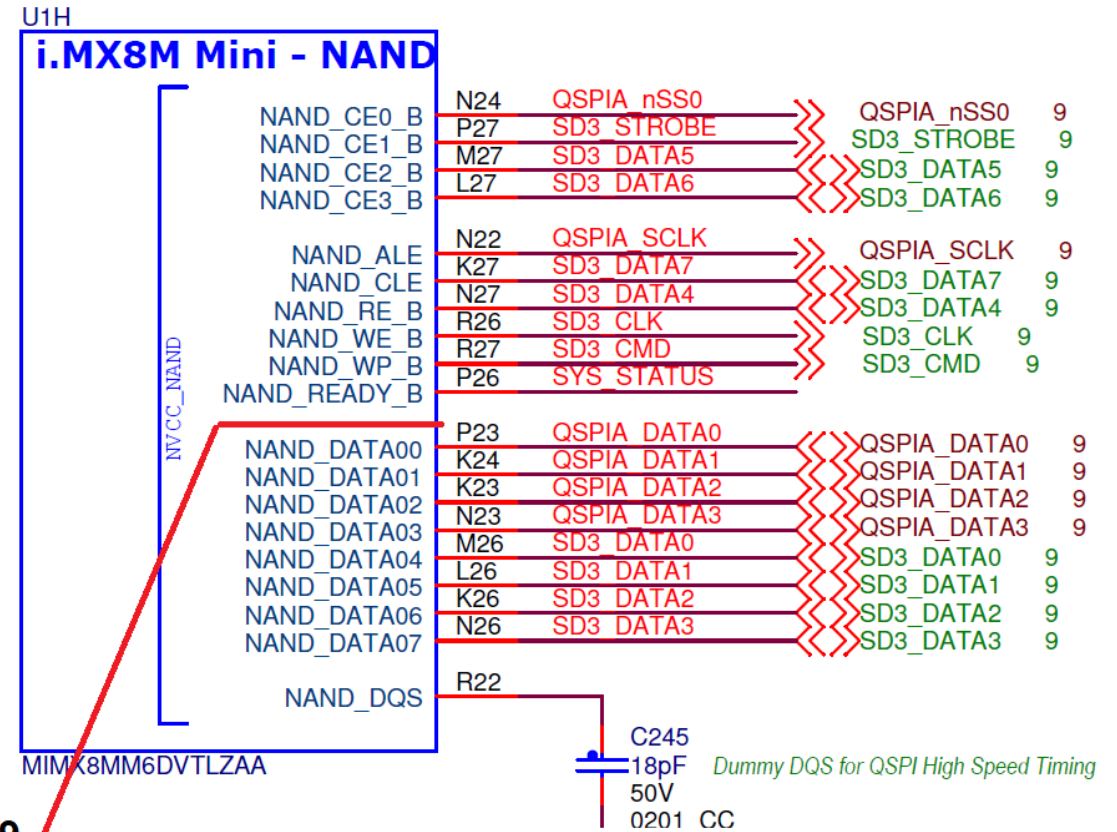 U1H
i.MX8M Mini - NAND
NAND_CE0_B N24 QSPIA_nSS0 QSPIA_nSS0 9
NAND_CE1_B P27 SD3_STROBE SD3_STROBE 9
NAND_CE2_B M27 SD3_DATA5 SD3_DATA5 9
NAND_CE3_B L27 SD3_DATA6 SD3_DATA6 9
NAND_ALE N22 QSPIA_SCLK QSPIA_SCLK 9
NAND_CLE K27 SD3_DATA7 SD3_DATA7 9
NAND_RE_B N27 SD3_DATA4 SD3_DATA4 9
NAND_WE_B R26 SD3_CLK SD3_CLK 9
NAND_WP_B R27 SD3_CMD SD3_CMD 9
NAND_READY_B P26 SYS_STATUS
NVCC_NAND
NAND_DATA00 P23 QSPIA_DATA0 QSPIA_DATA0 9
NAND_DATA01 K24 QSPIA_DATA1 QSPIA_DATA1 9
NAND_DATA02 K23 QSPIA_DATA2 QSPIA_DATA2 9
NAND_DATA03 N23 QSPIA_DATA3 QSPIA_DATA3 9
NAND_DATA04 M26 SD3_DATA0 SD3_DATA0 9
NAND_DATA05 L26 SD3_DATA1 SD3_DATA1 9
NAND_DATA06 K26 SD3_DATA2 SD3_DATA2 9
NAND_DATA07 N26 SD3_DATA3 SD3_DATA3 9
NAND_DQS R22
MIMX8MM6DVTLZAA
C245
18pF Dummy DQS for QSPI High Speed Timing
50V
0201_CC